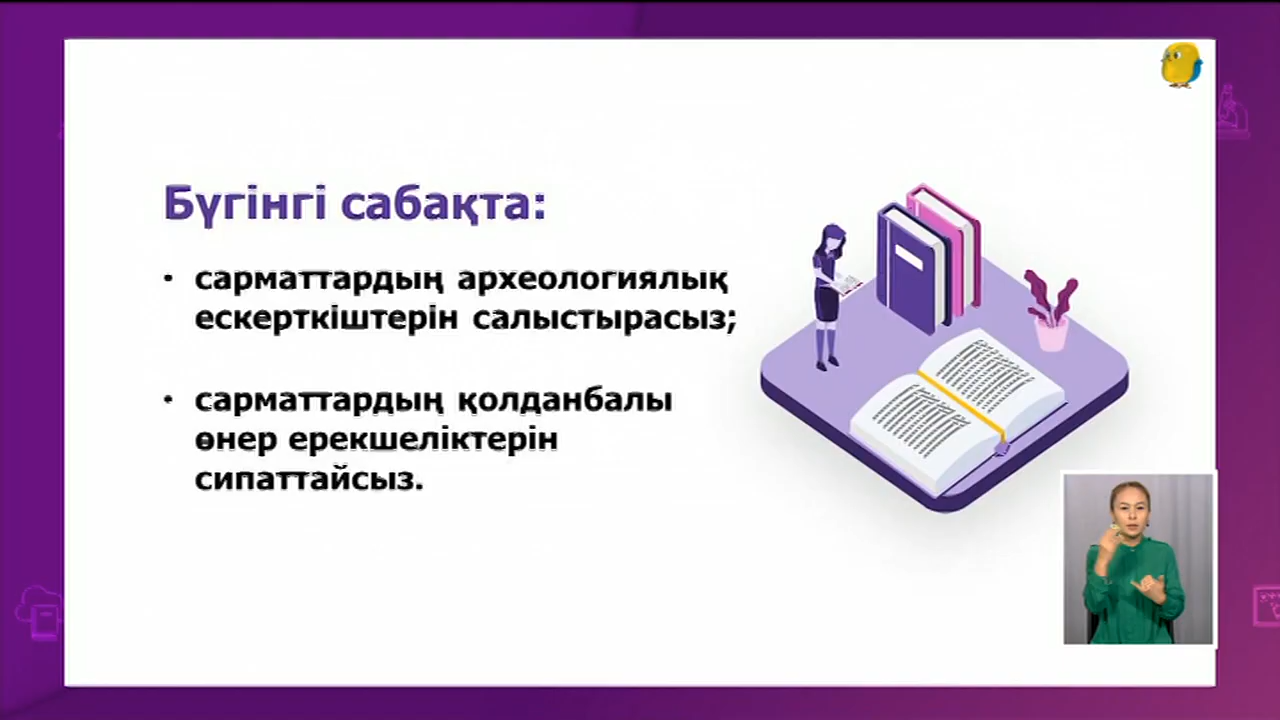 Бүгінгі сабақта:
• сарматтардың археологиялық
ескерткіштерін салыстырасыз;
• сарматтардың қолданбалы
өнер ерекшеліктерін
сипаттайсыз.